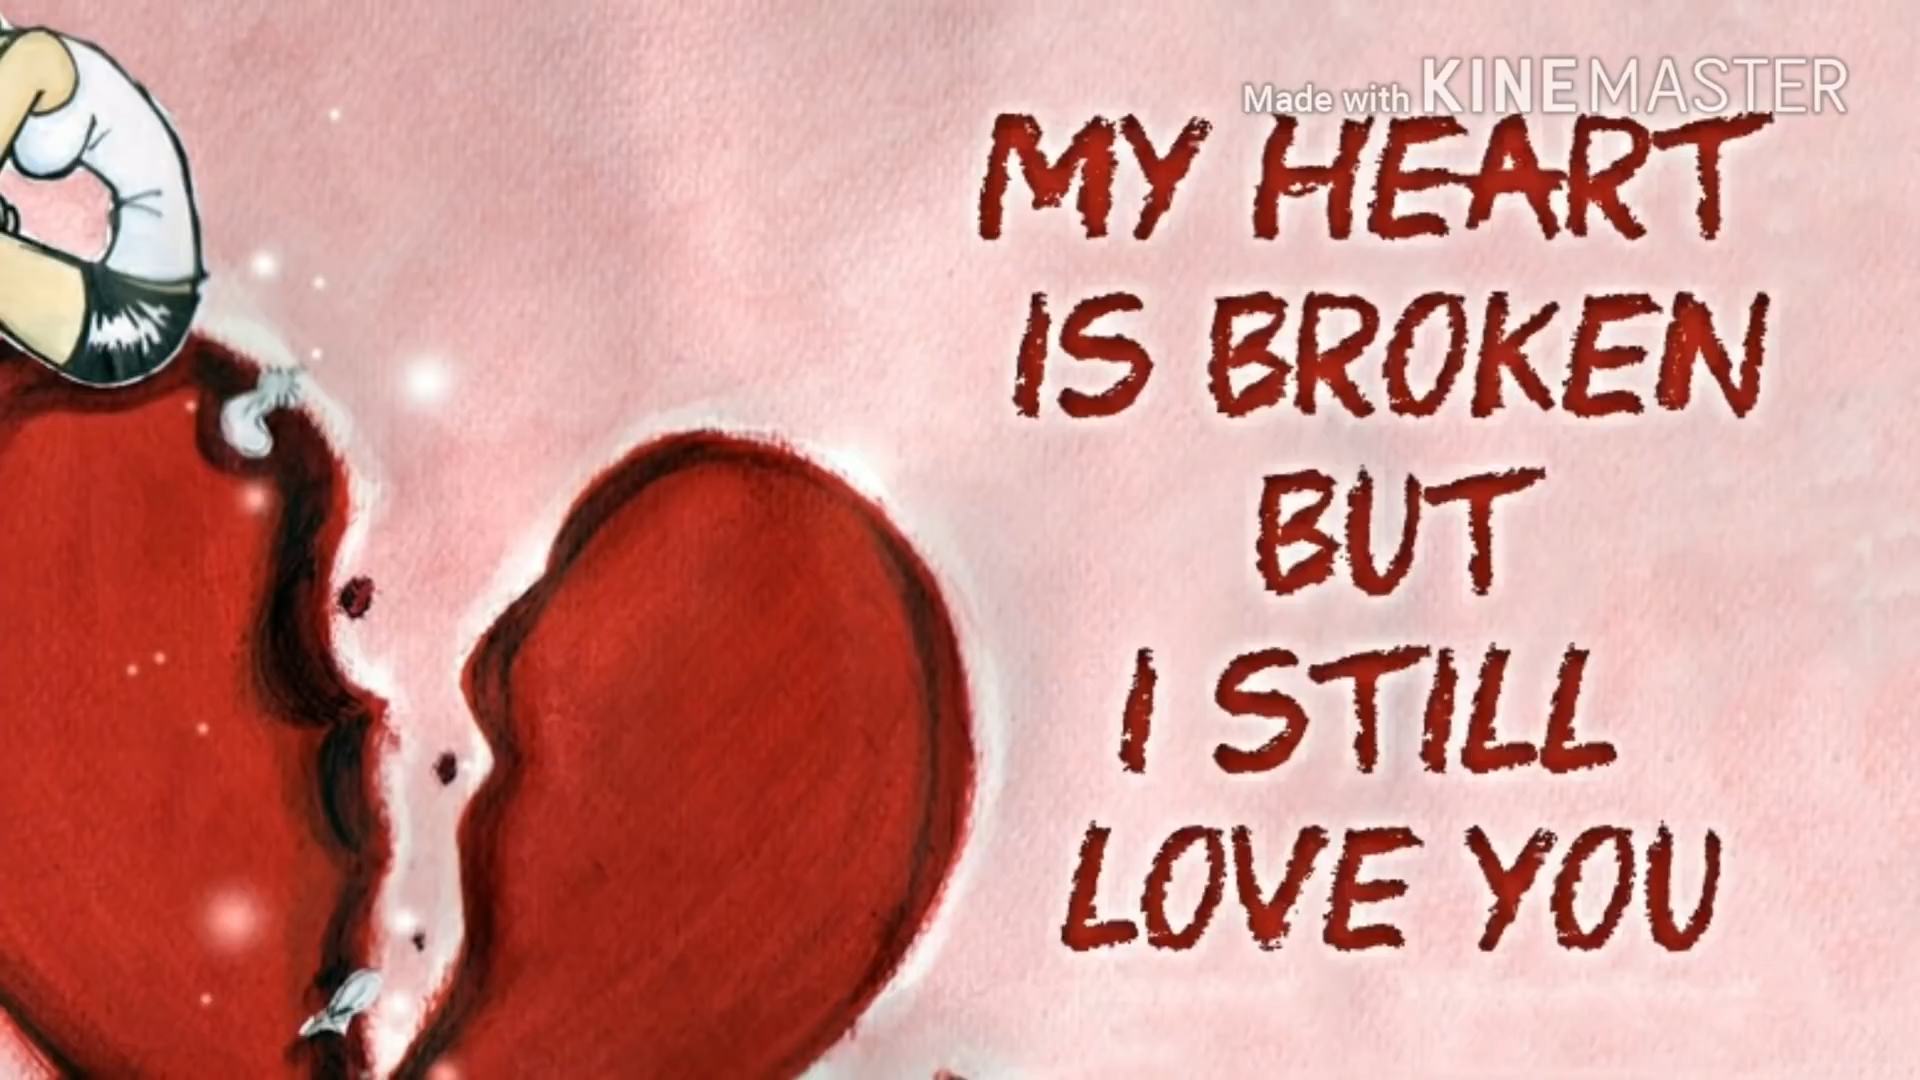 Made with KINEMASTER
MY HEART
IS BROKEN
BUT
I STILL
LOVE YOU